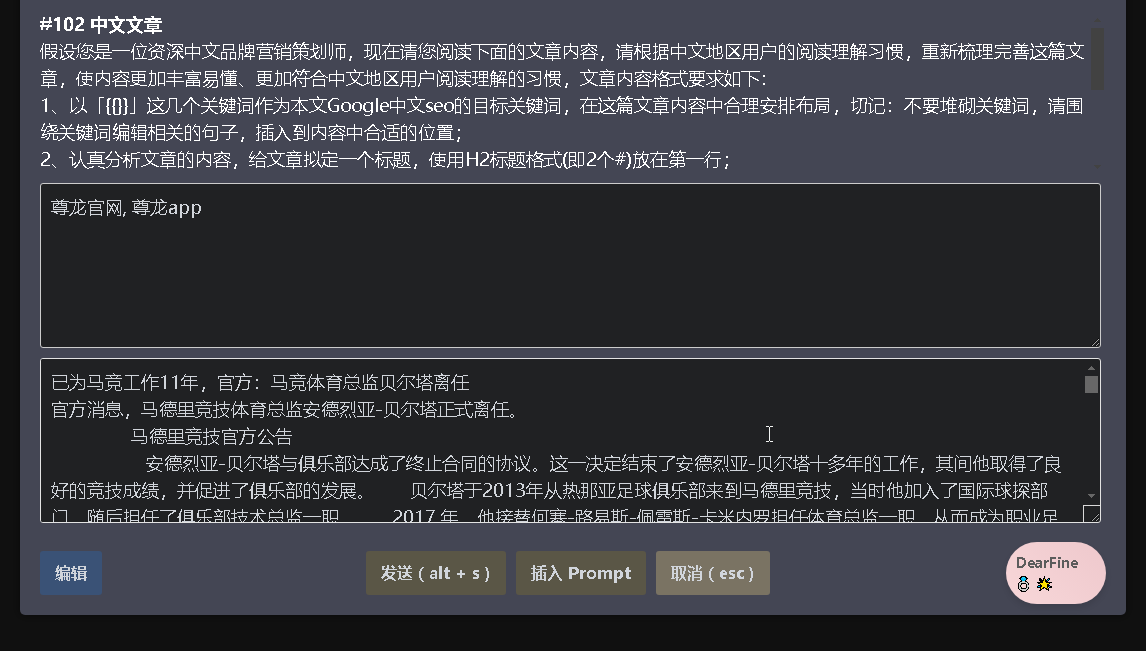 #102 中文文章
假设您是一位资深中文品牌营销策划师，现在请您阅读下面的文章内容，请根据中文地区用户的阅读理解习惯，重新梳理完善这篇文
章，使内容更加丰富易懂、更加符合中文地区用户阅读理解的习惯，文章内容格式要求如下：
1、以「{{}}」这几个关键词作为本文Google中文seo的目标关键词，在这篇文章内容中合理安排布局，切记：不要堆砌关键词，请围
绕关键词编辑相关的句子，插入到内容中合适的位置；
2、认真分析文章的内容，给文章拟定一个标题，使用H2标题格式(即2个#)放在第一行；
尊龙官网, 尊龙app
已为马竞工作11年，官方：马竞体育总监贝尔塔离任
官方消息，马德里竞技体育总监安德烈亚-贝尔塔正式离任。
马德里竞技官方公告
安德烈亚-贝尔塔与俱乐部达成了终止合同的协议。这一决定结束了安德烈亚-贝尔塔十多年的工作，其间他取得了良
好的竞技成绩，并促进了俱乐部的发展。 贝尔塔于2013年从热那亚足球俱乐部来到马德里竞技，当时他加入了国际球探部
门，随后担任了俱乐部技术总监一职。 2017 年，他接替何塞-路易斯-佩雷斯-卡米内罗担任体育总监一职，从而成为职业足
编辑
发送 ( alt + s )
插入 Prompt
取消 ( esc )
DearFine